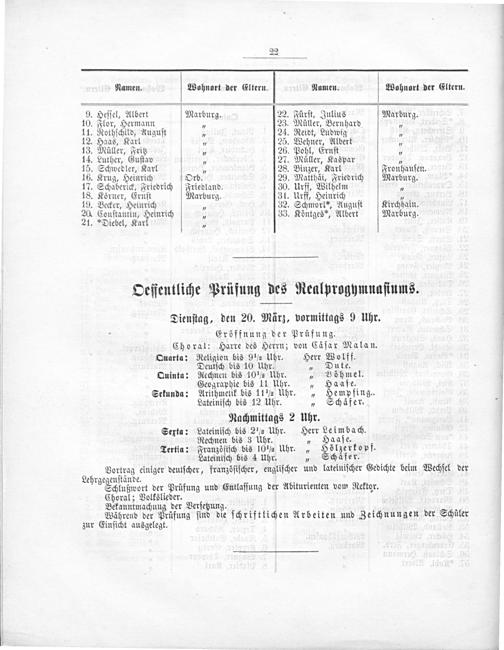 22
Namen. Wohnort der Eltern. Namen. Wohnort der Eltern.
9. Hessel, Albert Marburg. 22. Fürst, Julius Marburg.
10. Flor, Hermann „ 23. Müller, Bernhard „
11. Rothschild, August „ 24. Reidt, Ludwig „
12. Haas, Karl „ 25. Wehner, Albert „
13. Müller, Fritz „ 26. Pohl, Ernst „
14. Luther, Gustav „ 27. Müller, Kaspar „
15. Schwedler, Karl „ 28. Binzer, Karl Fronhausen.
16. Krug, Heinrich Orb. 29. Matthäi, Friedrich Marburg.
17. Schaberick, Friedrich Friedland. 30. Urff, Wilhelm „
18. Körner, Ernst Marburg. 31. Urff, Heinrich „
19. Becker, Heinrich „ 32. Schmorl*, August Kirchhain.
20. Constantin, Heinrich „ 33. Köntges*, Albert Marburg.
21. *Diebel, Karl „
Oeffentliche Prüfung des Realprogymnasiums.
Dienstag, den 20. März, vormittags 9 Uhr.
Eröffnung der Prüfung.
Choral: Harre des Herrn; von Cäsar Malan.
Quarta: Religion bis 9½ Uhr. Herr Wolff.
Deutsch bis 10 Uhr. „ Dute.
Quinta: Rechnen bis 10½ Uhr. „ Böhmel.
Geographie bis 11 Uhr. „ Haase.
Sekunda: Arithmetik bis 11½ Uhr. „ Hempfing.
Lateinisch bis 12 Uhr. „ Schäfer.
Nachmittags 2 Uhr.
Sexta: Lateinisch bis 2½ Uhr. Herr Leimbach.
Rechnen bis 3 Uhr. „ Haase.
Tertia: Französisch bis 10½ Uhr „ Hölzerkopf.
Lateinisch bis 4 Uhr. „ Schäfer.
Vortrag einiger deutscher, französischer, englischer und lateinischer Gedichte beim Wechsel der
Lehrgegenstände.
Schlußwort der Prüfung und Entlassung der Abiturienten vom Rektor.
Choral; Volkslieder.
Bekanntmachung der Versetzung.
Während der Prüfung sind die schriftlichen Arbeiten und Zeichnungen der Schüler
zur Einsicht ausgelegt.